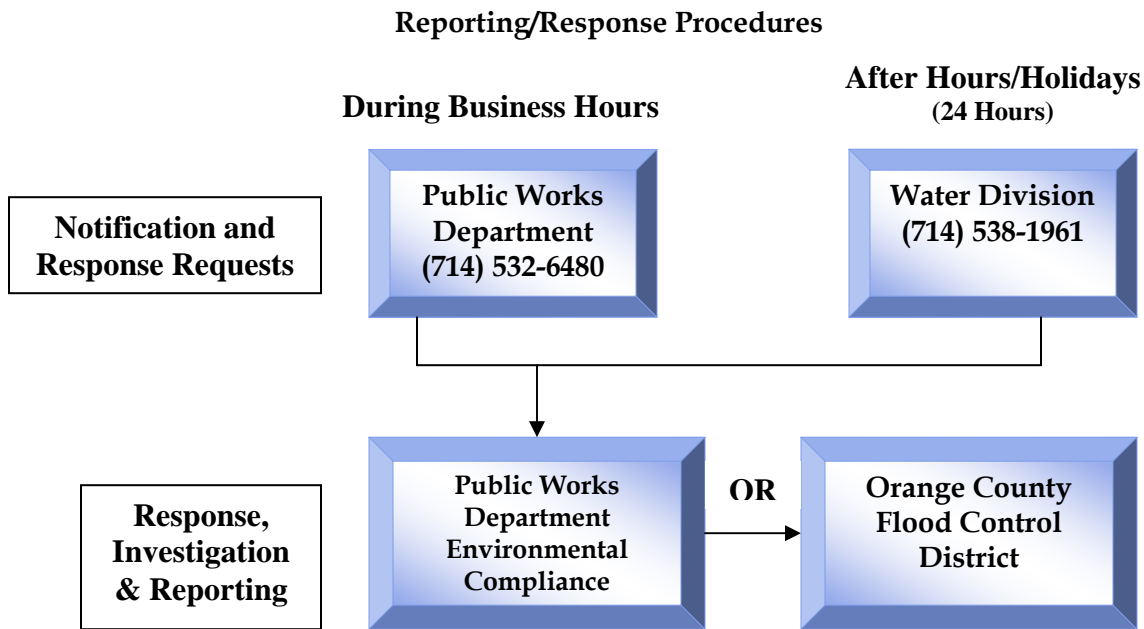 Reporting/Response Procedures
During Business Hours
After Hours/Holidays
(24 Hours)
Notification and
Response Requests
Public Works
Department
(714) 532-6480
Water Division
(714) 538-1961
Response,
Investigation
& Reporting
Public Works
Department
Environmental
Compliance
OR
Orange County
Flood Control
District